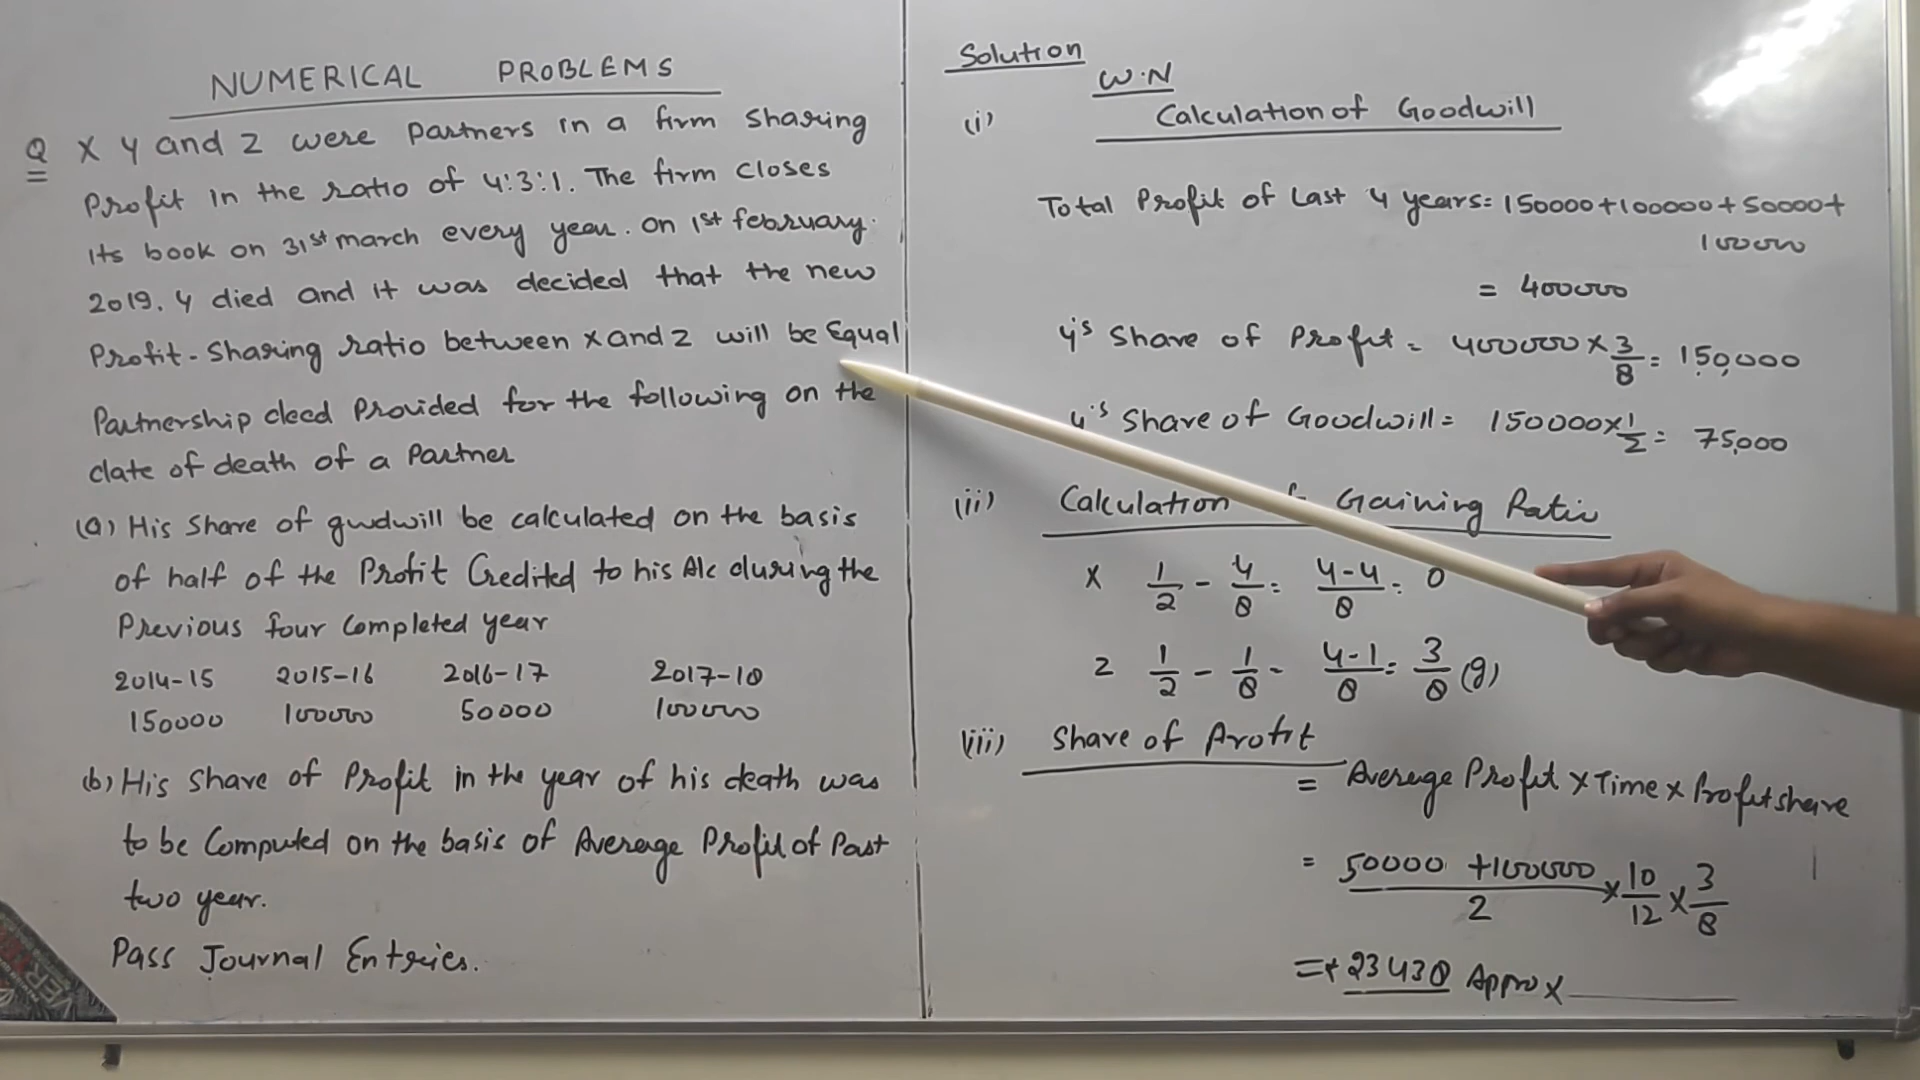 NUMERICAL PROBLEMS
Q X Y and Z were Partners in a firm Sharing
Profit in the ratio of 4:3:1. The firm closes
its book on 31st march every year. on 1st february.
2019. Y died and it was decided that the new
Profit-Sharing ratio between X and Z will be Equal
Partnership deed Provided for the following on the
date of death of a Partner
(a) His Share of goodwill be calculated on the basis
of half of the Profit Credited to his A/c during the
Previous four completed year
2014-15 2015-16 2016-17 2017-18
150000 100000 50000 100000
(b) His Share of Profit in the year of his death was
to be Computed on the basis of Average Profit of Past
two year.
Pass Journal Entries.
Solution
W.N
(i) Calculation of Goodwill
Total Profit of Last 4 years = 150000+100000+50000+
100000
= 400000
Y's Share of Profit = 400000 × 3/8 = 150,000
Y's Share of Goodwill = 150000 × 1/2 = 75,000
(ii) Calculation Gaining Ratio
X 1/2 - 4/8 = 4-4/8 = 0
Z 1/2 - 1/8 = 4-1/8 = 3/8 (g)
(iii) Share of Profit
= Average Profit × Time × Profit share
= 50000 + 100000/2 × 10/12 × 3/8
= ₹ 23438 Approx